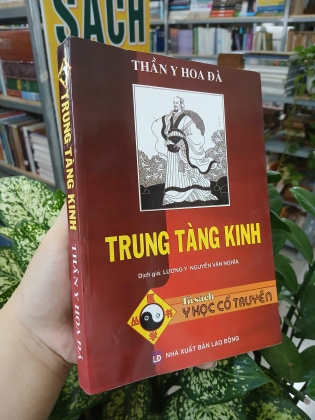 SÁCH
THẦN Y HOA ĐÀ
TRUNG TÀNG KINH
Dịch giả: LƯƠNG Y NGUYỄN VĂN NGHĨA
Tủ sách
Y HỌC CỔ TRUYỀN
LĐ NHÀ XUẤT BẢN LAO ĐỘNG
TRUNG TÀNG KINH THẦN Y HOA ĐÀ